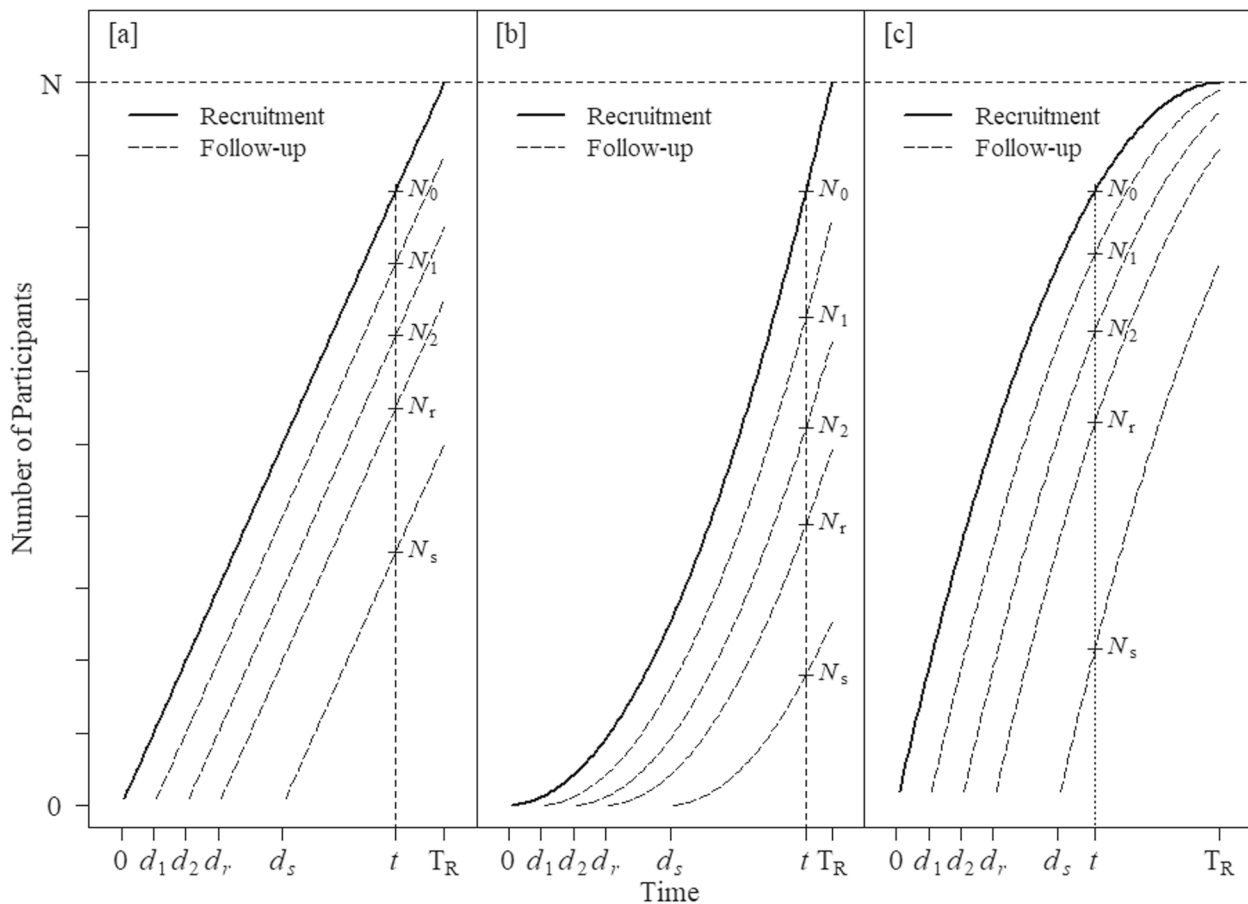 [a] [b] [c]
N
Recruitment Recruitment Recruitment
Follow-up Follow-up Follow-up
N0 N0 N0
N1 N1 N1
N2 N2 N2
Nr Nr Nr
Ns Ns Ns
Number of Participants
0
0 d1 d2 dr ds t TR 0 d1 d2 dr ds t TR 0 d1 d2 dr ds t TR
Time